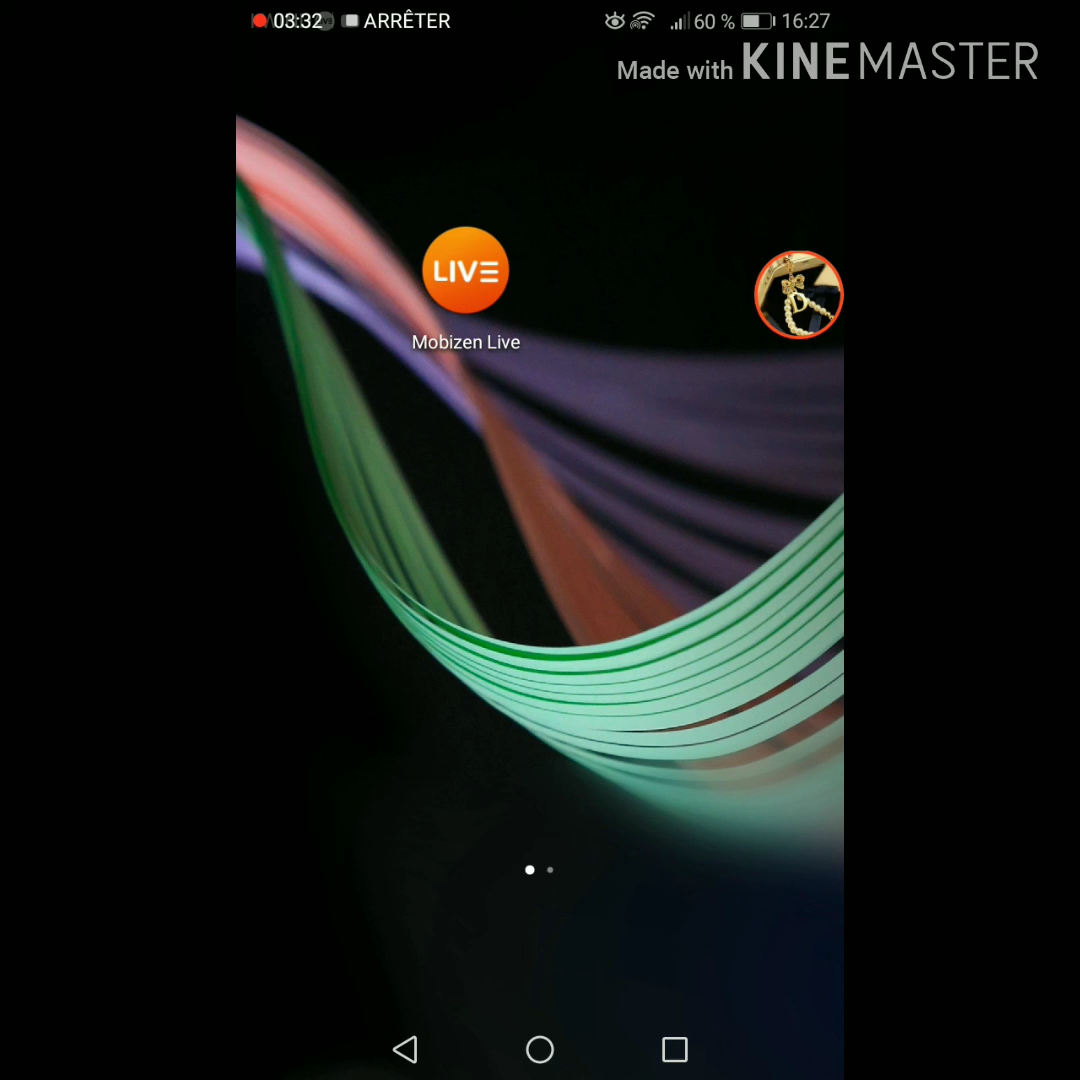 03:32 ARRÊTER 60 % 16:27
Made with KINEMASTER
LIVE
Mobizen Live
D